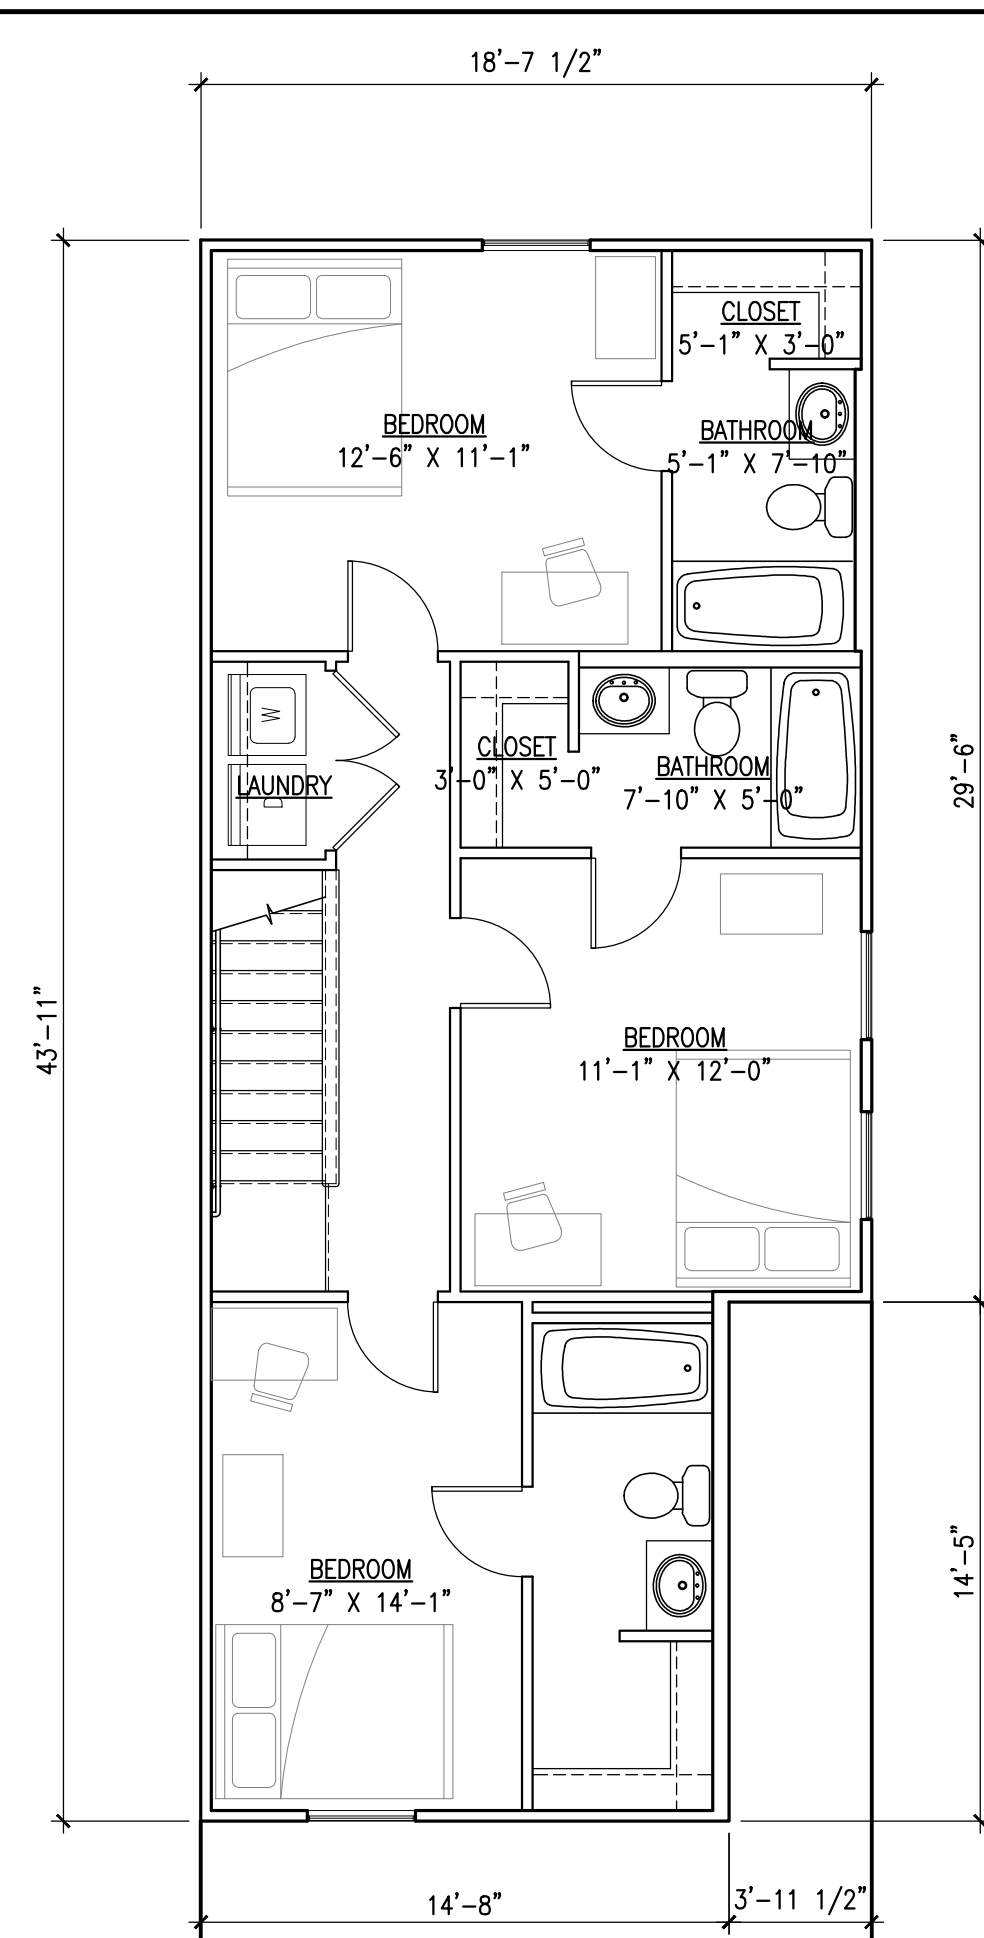 18'-7 1/2"
CLOSET
5'-1" X 3'-0"
BEDROOM
12'-6" X 11'-1"
BATHROOM
5'-1" X 7'-10"
W
CLOSET
3'-0" X 5'-0"
BATHROOM
7'-10" X 5'-0"
LAUNDRY
29'-6"
43'-11"
BEDROOM
11'-1" X 12'-0"
BEDROOM
8'-7" X 14'-1"
14'-5"
14'-8"
3'-11 1/2"